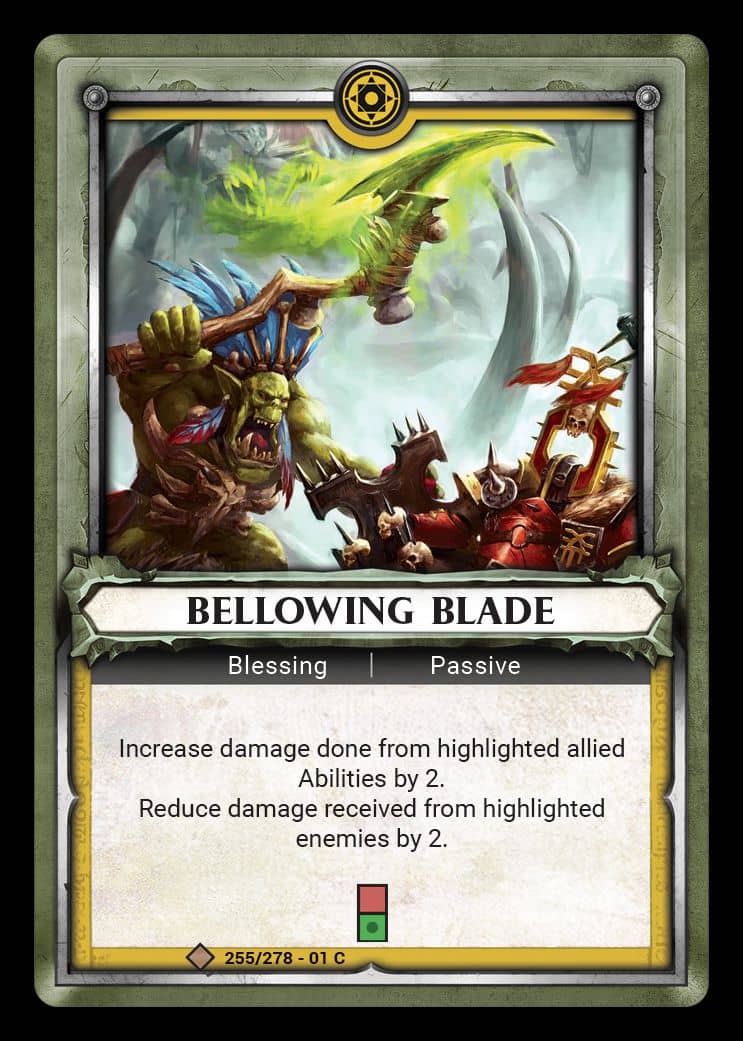 BELLOWING BLADE
Blessing | Passive
Increase damage done from highlighted allied
Abilities by 2.
Reduce damage received from highlighted
enemies by 2.
255/278 - 01 C